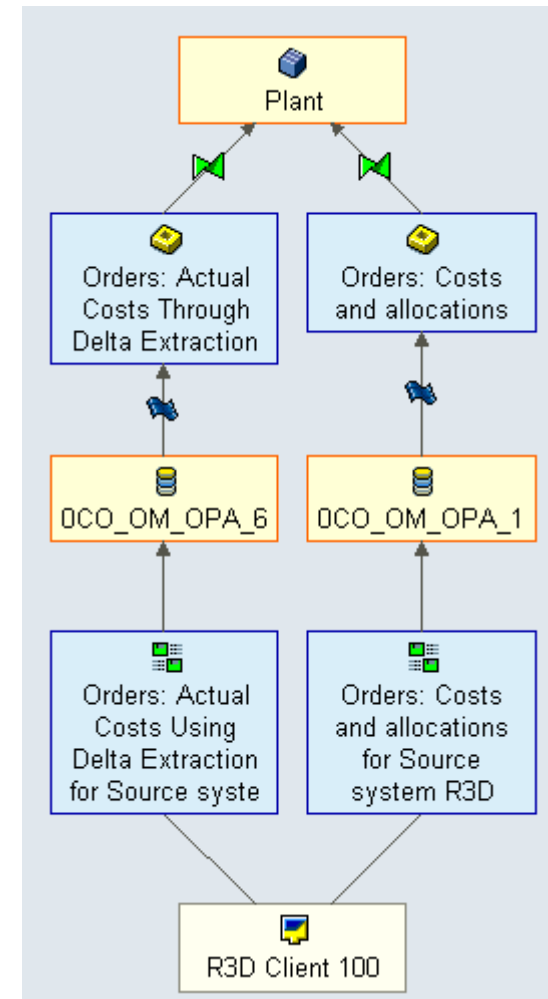 Plant
Orders: Actual
Costs Through
Delta Extraction
Orders: Costs
and allocations
0CO_OM_OPA_6
0CO_OM_OPA_1
Orders: Actual
Costs Using
Delta Extraction
for Source syste
Orders: Costs
and allocations
for Source
system R3D
R3D Client 100